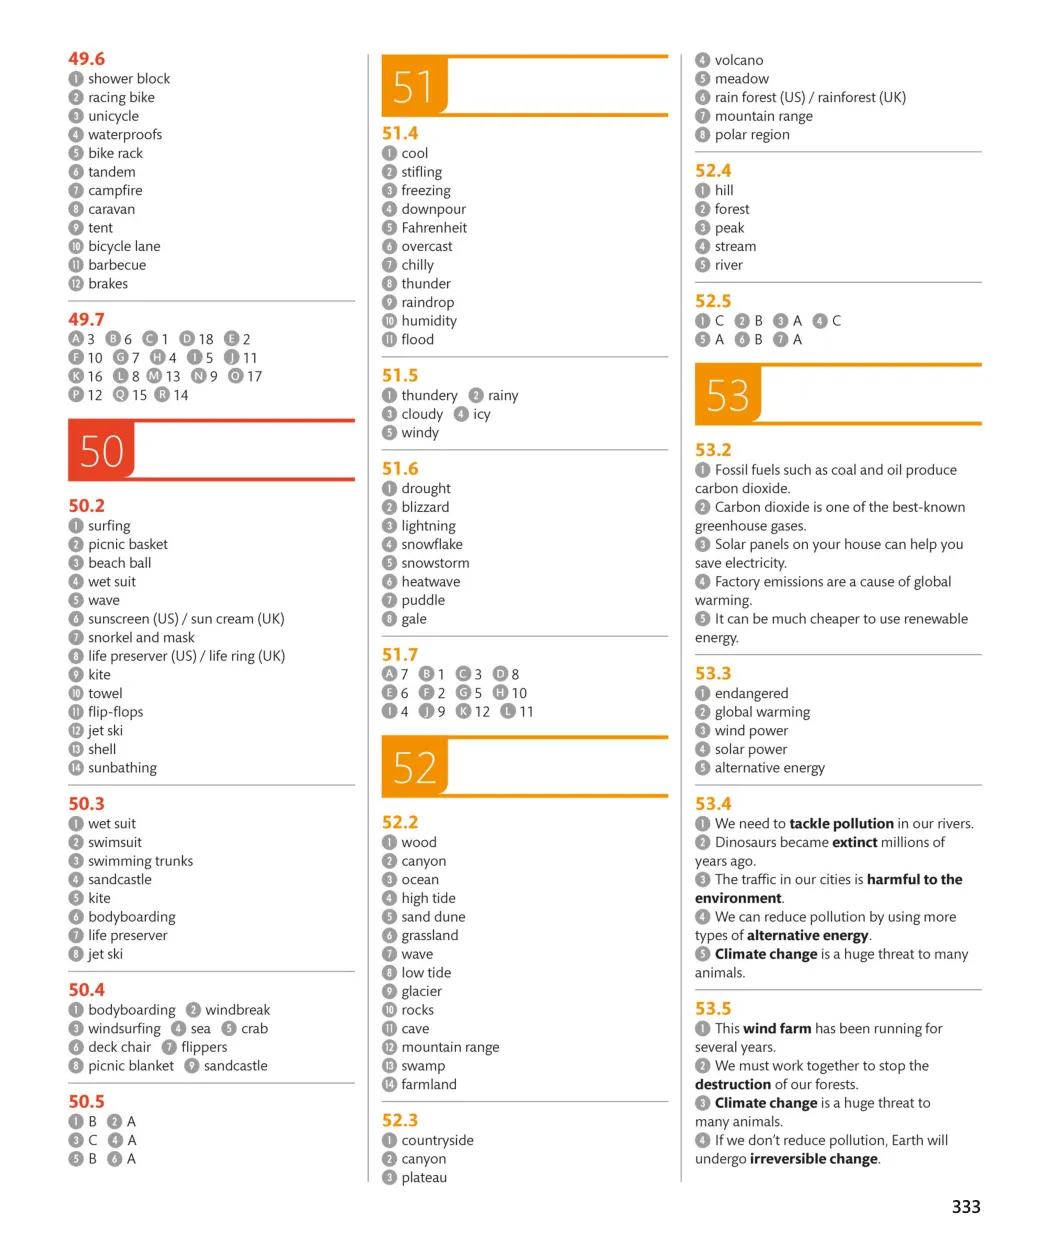 49.6
1 shower block
2 racing bike
3 unicycle
4 waterproofs
5 bike rack
6 tandem
7 campfire
8 caravan
9 tent
10 bicycle lane
11 barbecue
12 brakes
49.7
A 3 B 6 C 1 D 18 E 2
F 10 G 7 H 4 I 5 J 11
K 16 L 8 M 13 N 9 O 17
P 12 Q 15 R 14
50
50.2
1 surfing
2 picnic basket
3 beach ball
4 wet suit
5 wave
6 sunscreen (US) / sun cream (UK)
7 snorkel and mask
8 life preserver (US) / life ring (UK)
9 kite
10 towel
11 flip-flops
12 jet ski
13 shell
14 sunbathing
50.3
1 wet suit
2 swimsuit
3 swimming trunks
4 sandcastle
5 kite
6 bodyboarding
7 life preserver
8 jet ski
50.4
1 bodyboarding 2 windbreak
3 windsurfing 4 sea 5 crab
6 deck chair 7 flippers
8 picnic blanket 9 sandcastle
50.5
1 B 2 A
3 C 4 A
5 B 6 A
51
51.4
1 cool
2 stifling
3 freezing
4 downpour
5 Fahrenheit
6 overcast
7 chilly
8 thunder
9 raindrop
10 humidity
11 flood
51.5
1 thundery 2 rainy
3 cloudy 4 icy
5 windy
51.6
1 drought
2 blizzard
3 lightning
4 snowflake
5 snowstorm
6 heatwave
7 puddle
8 gale
51.7
A 7 B 1 C 3 D 8
E 6 F 2 G 5 H 10
I 4 J 9 K 12 L 11
52
52.2
1 wood
2 canyon
3 ocean
4 high tide
5 sand dune
6 grassland
7 wave
8 low tide
9 glacier
10 rocks
11 cave
12 mountain range
13 swamp
14 farmland
52.3
1 countryside
2 canyon
3 plateau
4 volcano
5 meadow
6 rain forest (US) / rainforest (UK)
7 mountain range
8 polar region
52.4
1 hill
2 forest
3 peak
4 stream
5 river
52.5
1 C 2 B 3 A 4 C
5 A 6 B 7 A
53
53.2
1 Fossil fuels such as coal and oil produce
carbon dioxide.
2 Carbon dioxide is one of the best-known
greenhouse gases.
3 Solar panels on your house can help you
save electricity.
4 Factory emissions are a cause of global
warming.
5 It can be much cheaper to use renewable
energy.
53.3
1 endangered
2 global warming
3 wind power
4 solar power
5 alternative energy
53.4
1 We need to tackle pollution in our rivers.
2 Dinosaurs became extinct millions of
years ago.
3 The traffic in our cities is harmful to the
environment.
4 We can reduce pollution by using more
types of alternative energy.
5 Climate change is a huge threat to many
animals.
53.5
1 This wind farm has been running for
several years.
2 We must work together to stop the
destruction of our forests.
3 Climate change is a huge threat to
many animals.
4 If we don't reduce pollution, Earth will
undergo irreversible change.
333